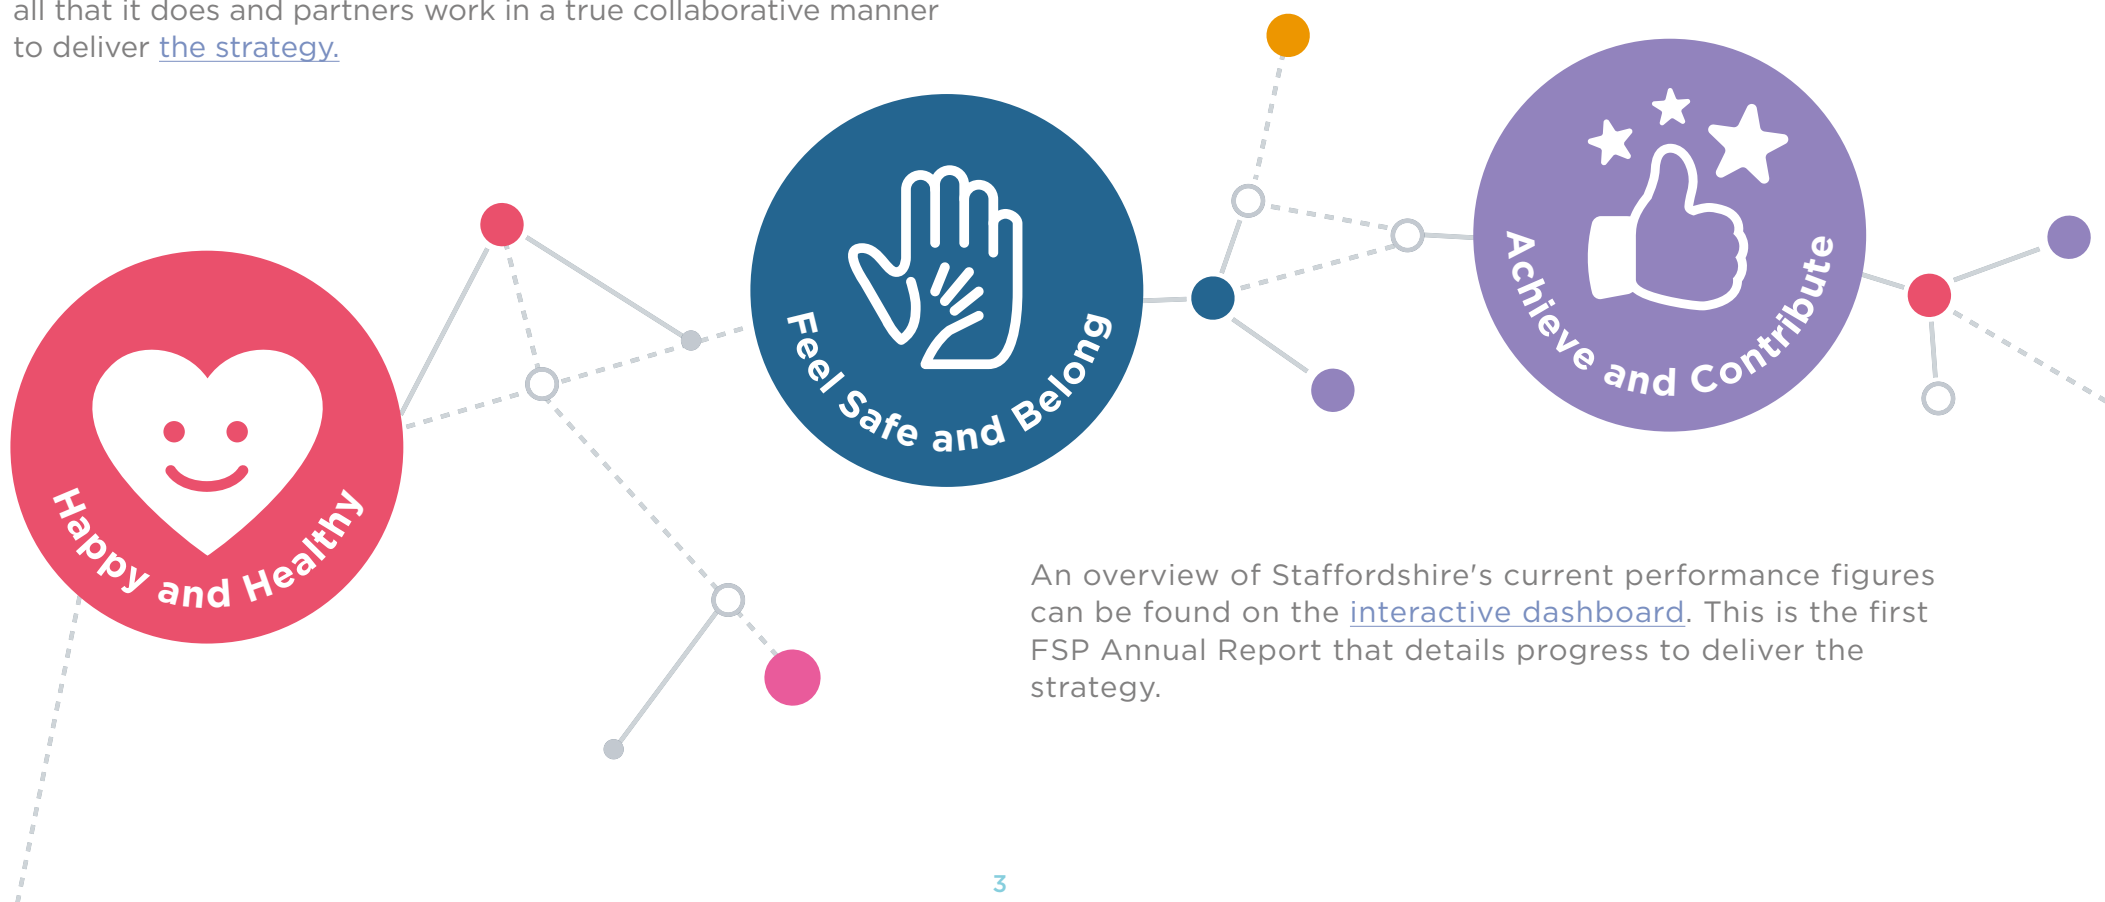 all that it does and partners work in a true collaborative manner
to deliver the strategy.
Happy and Healthy
Feel Safe and Belong
Achieve and Contribute
An overview of Staffordshire's current performance figures
can be found on the interactive dashboard. This is the first
FSP Annual Report that details progress to deliver the
strategy.
3